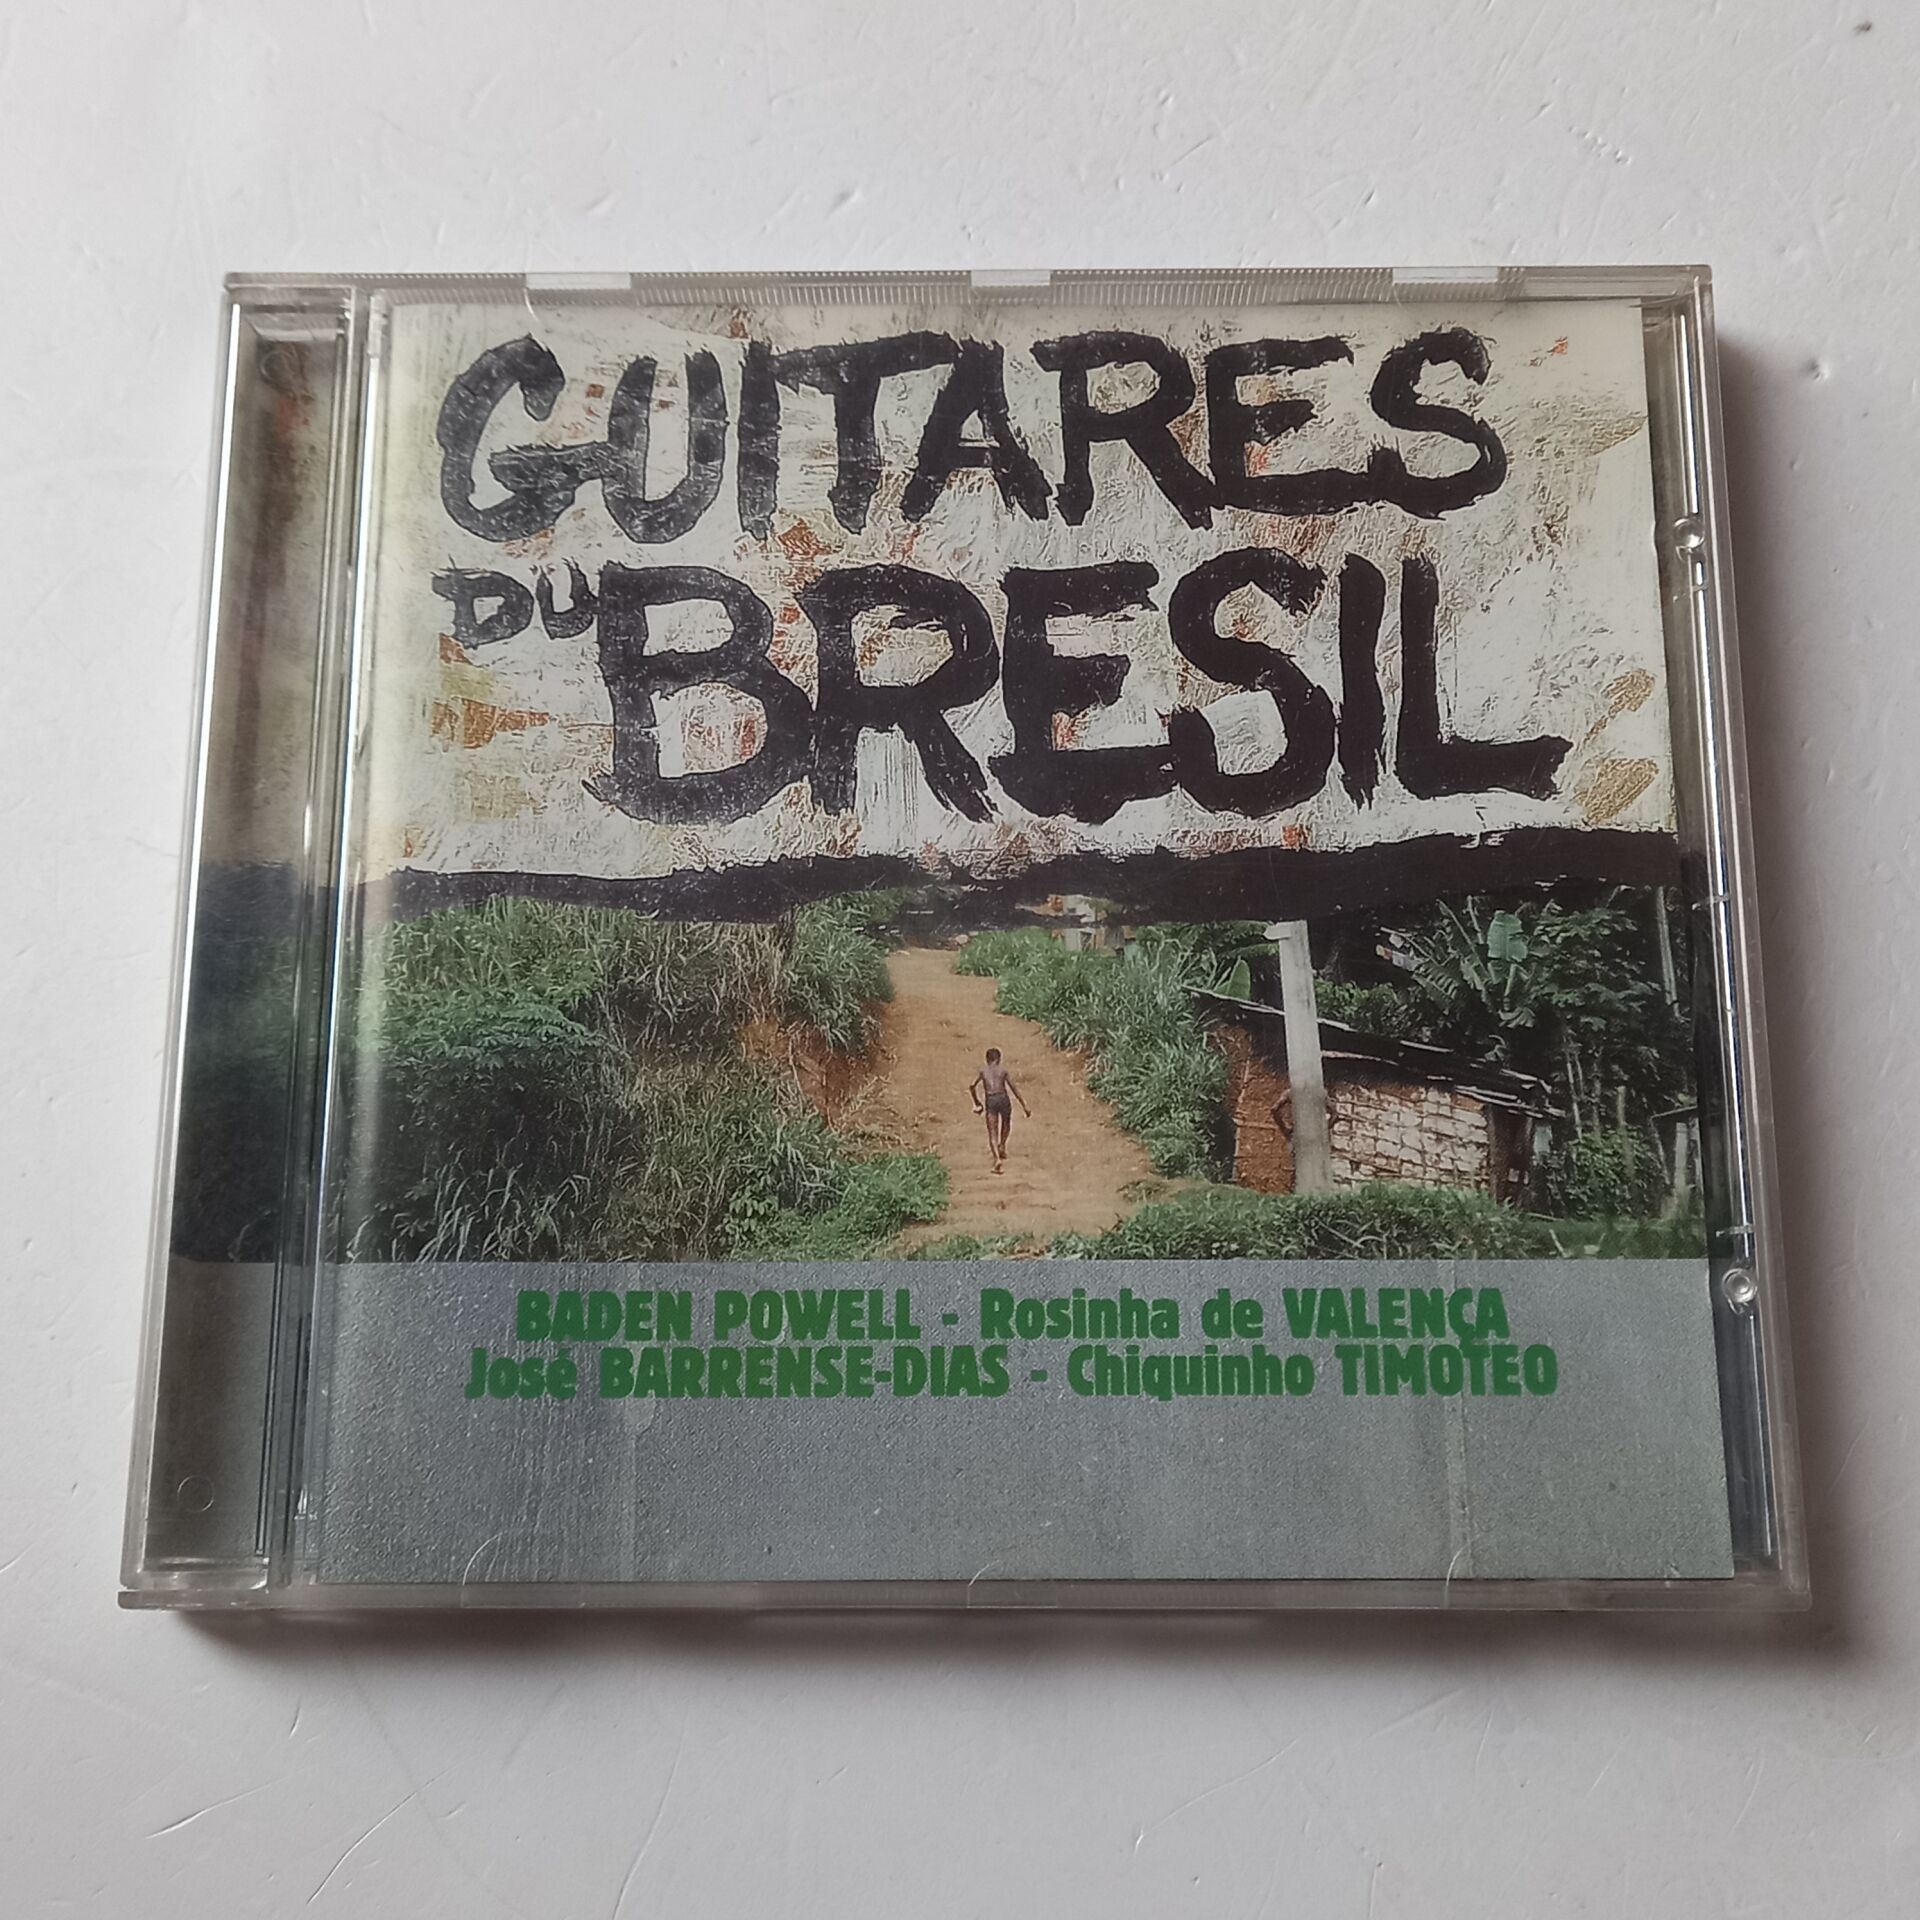 GUITARES
DU BRESIL
BADEN POWELL - Rosinha de VALENÇA
José BARRENSE-DIAS - Chiquinho TIMOTEO